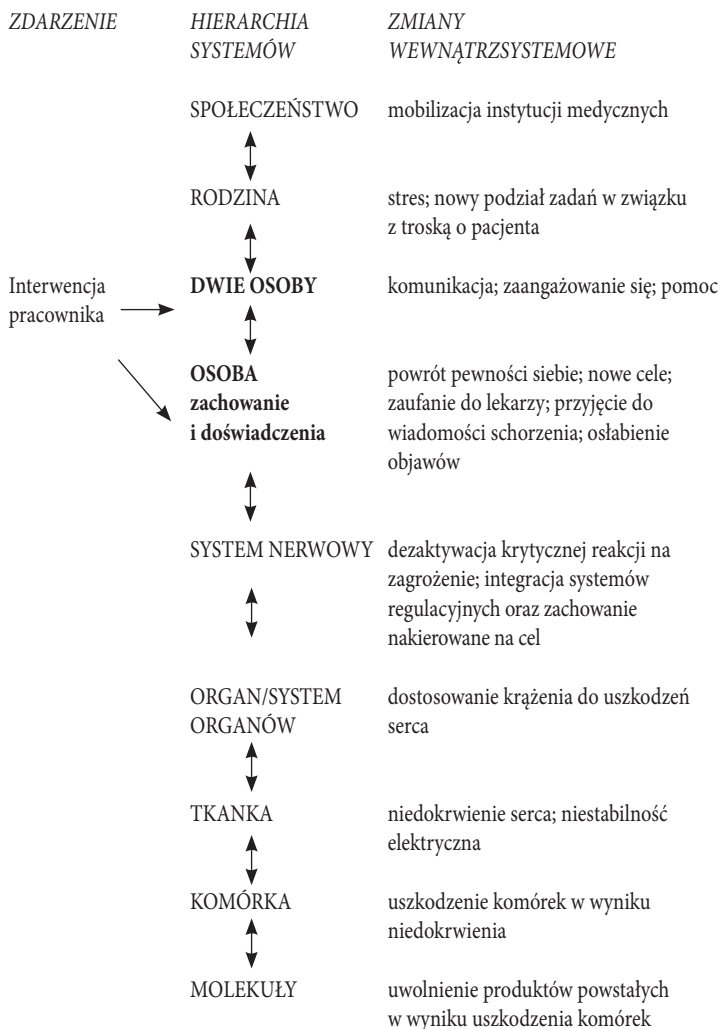 ZDARZENIE HIERARCHIA ZMIANY
SYSTEMÓW WEWNĄTRZSYSTEMOWE
SPOŁECZEŃSTWO mobilizacja instytucji medycznych
RODZINA stres; nowy podział zadań w związku
z troską o pacjenta
Interwencja DWIE OSOBY komunikacja; zaangażowanie się; pomoc
pracownika
OSOBA powrót pewności siebie; nowe cele;
zachowanie zaufanie do lekarzy; przyjęcie do
i doświadczenia wiadomości schorzenia; osłabienie
objawów
SYSTEM NERWOWY dezaktywacja krytycznej reakcji na
zagrożenie; integracja systemów
regulacyjnych oraz zachowanie
nakierowane na cel
ORGAN/SYSTEM dostosowanie krążenia do uszkodzeń
ORGANÓW serca
TKANKA niedokrwienie serca; niestabilność
elektryczna
KOMÓRKA uszkodzenie komórek w wyniku
niedokrwienia
MOLEKUŁY uwolnienie produktów powstałych
w wyniku uszkodzenia komórek